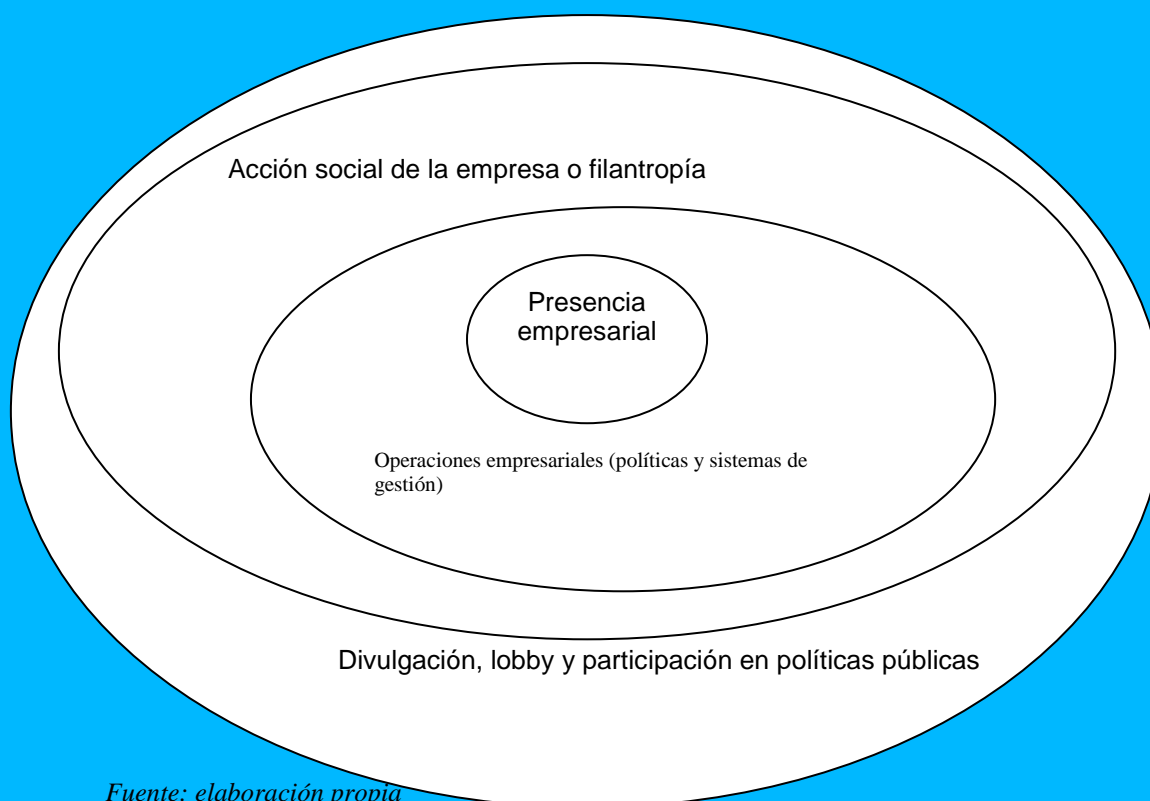 Acción social de la empresa o filantropía
Presencia
empresarial
Operaciones empresariales (políticas y sistemas de
gestión)
Divulgación, lobby y participación en políticas públicas
Fuente: elaboración propia